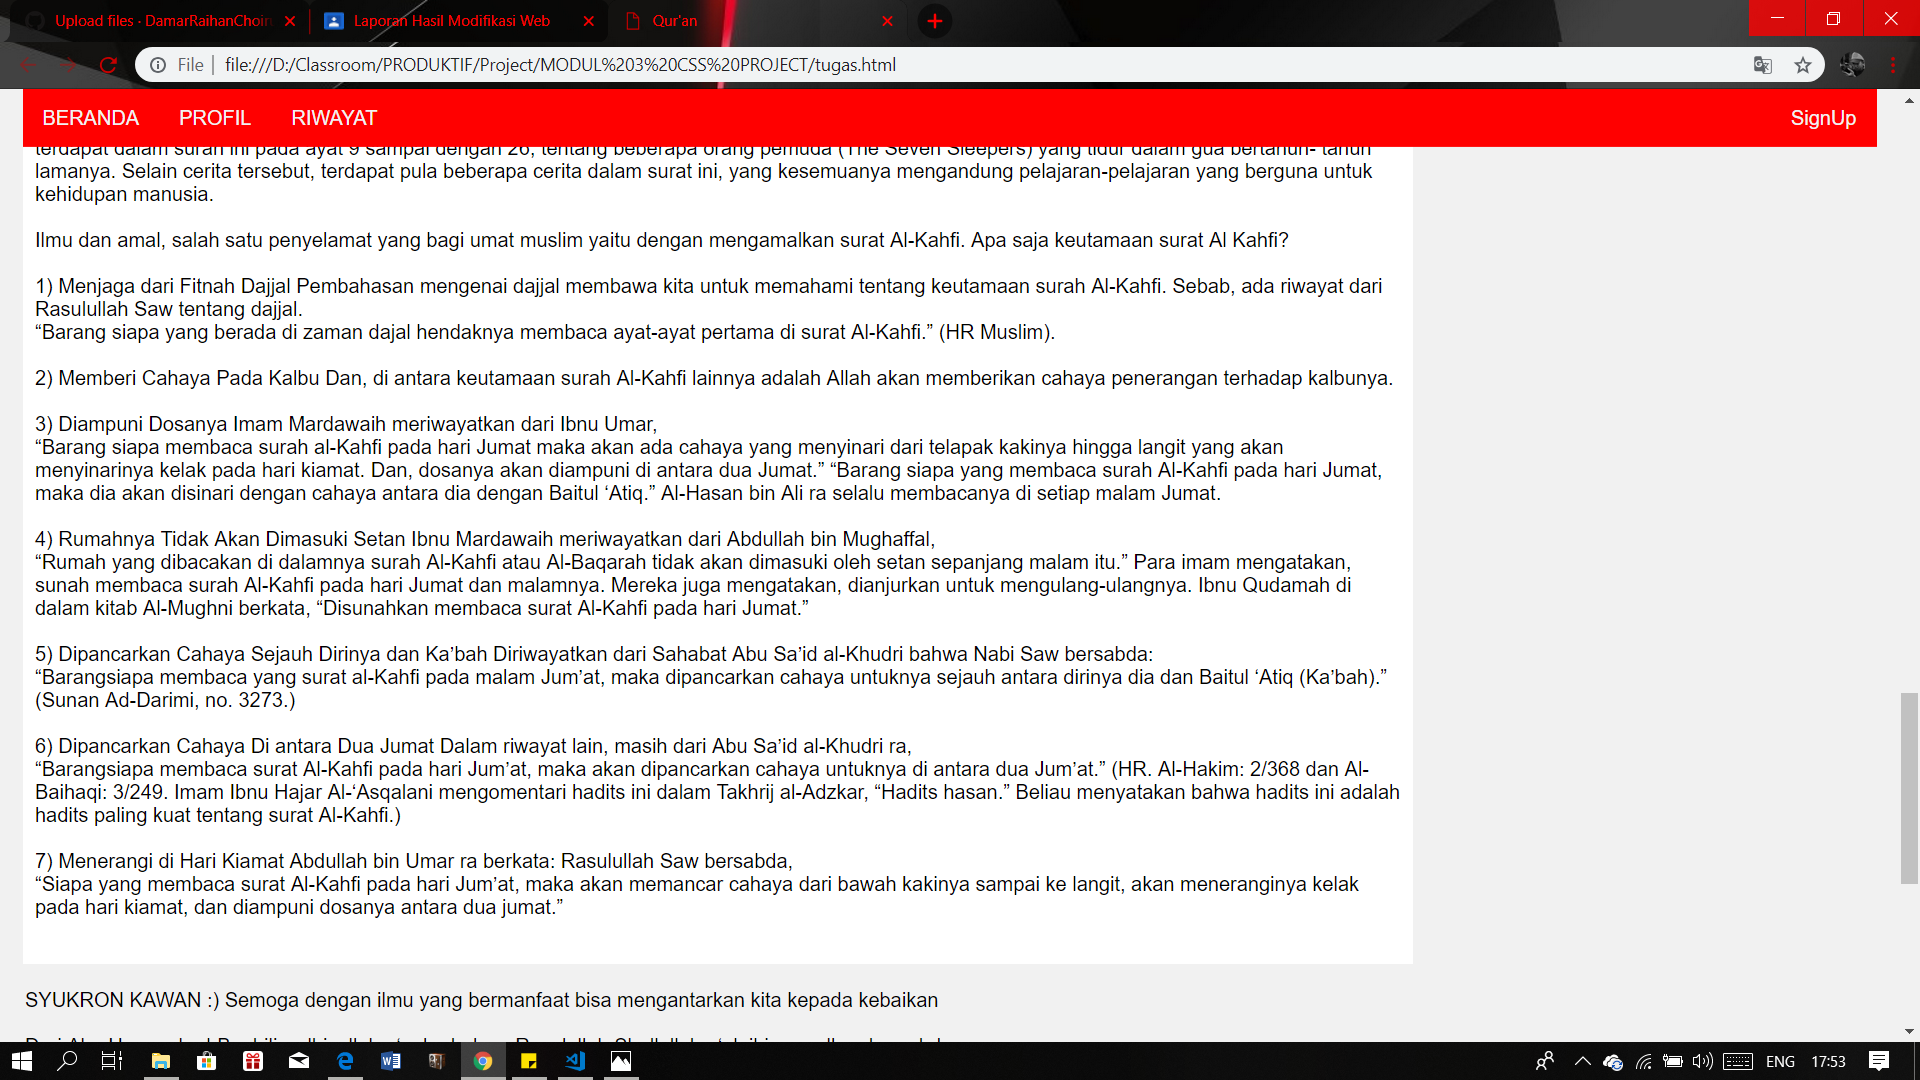 Upload files · DamarRaihanChoin
Laporan Hasil Modifikasi Web
Qur'an
File
file:///D:/Classroom/PRODUKTIF/Project/MODUL%203%20CSS%20PROJECT/tugas.html
BERANDA PROFIL RIWAYAT SignUp
terdapat dalam surah ini pada ayat 9 sampai dengan 26, tentang beberapa orang pemuda (The Seven Sleepers) yang tidur dalam gua bertahun- tahun
lamanya. Selain cerita tersebut, terdapat pula beberapa cerita dalam surat ini, yang kesemuanya mengandung pelajaran-pelajaran yang berguna untuk
kehidupan manusia.
Ilmu dan amal, salah satu penyelamat yang bagi umat muslim yaitu dengan mengamalkan surat Al-Kahfi. Apa saja keutamaan surat Al Kahfi?
1) Menjaga dari Fitnah Dajjal Pembahasan mengenai dajjal membawa kita untuk memahami tentang keutamaan surah Al-Kahfi. Sebab, ada riwayat dari
Rasulullah Saw tentang dajjal.
“Barang siapa yang berada di zaman dajal hendaknya membaca ayat-ayat pertama di surat Al-Kahfi.” (HR Muslim).
2) Memberi Cahaya Pada Kalbu Dan, di antara keutamaan surah Al-Kahfi lainnya adalah Allah akan memberikan cahaya penerangan terhadap kalbunya.
3) Diampuni Dosanya Imam Mardawaih meriwayatkan dari Ibnu Umar,
“Barang siapa membaca surah al-Kahfi pada hari Jumat maka akan ada cahaya yang menyinari dari telapak kakinya hingga langit yang akan
menyinarinya kelak pada hari kiamat. Dan, dosanya akan diampuni di antara dua Jumat.” “Barang siapa yang membaca surah Al-Kahfi pada hari Jumat,
maka dia akan disinari dengan cahaya antara dia dengan Baitul ‘Atiq.” Al-Hasan bin Ali ra selalu membacanya di setiap malam Jumat.
4) Rumahnya Tidak Akan Dimasuki Setan Ibnu Mardawaih meriwayatkan dari Abdullah bin Mughaffal,
“Rumah yang dibacakan di dalamnya surah Al-Kahfi atau Al-Baqarah tidak akan dimasuki oleh setan sepanjang malam itu.” Para imam mengatakan,
sunah membaca surah Al-Kahfi pada hari Jumat dan malamnya. Mereka juga mengatakan, dianjurkan untuk mengulang-ulangnya. Ibnu Qudamah di
dalam kitab Al-Mughni berkata, “Disunahkan membaca surat Al-Kahfi pada hari Jumat.”
5) Dipancarkan Cahaya Sejauh Dirinya dan Ka’bah Diriwayatkan dari Sahabat Abu Sa’id al-Khudri bahwa Nabi Saw bersabda:
“Barangsiapa membaca yang surat al-Kahfi pada malam Jum’at, maka dipancarkan cahaya untuknya sejauh antara dirinya dia dan Baitul ‘Atiq (Ka’bah).”
(Sunan Ad-Darimi, no. 3273.)
6) Dipancarkan Cahaya Di antara Dua Jumat Dalam riwayat lain, masih dari Abu Sa’id al-Khudri ra,
“Barangsiapa membaca surat Al-Kahfi pada hari Jum’at, maka akan dipancarkan cahaya untuknya di antara dua Jum’at.” (HR. Al-Hakim: 2/368 dan Al-
Baihaqi: 3/249. Imam Ibnu Hajar Al-‘Asqalani mengomentari hadits ini dalam Takhrij al-Adzkar, “Hadits hasan.” Beliau menyatakan bahwa hadits ini adalah
hadits paling kuat tentang surat Al-Kahfi.)
7) Menerangi di Hari Kiamat Abdullah bin Umar ra berkata: Rasulullah Saw bersabda,
“Siapa yang membaca surat Al-Kahfi pada hari Jum’at, maka akan memancar cahaya dari bawah kakinya sampai ke langit, akan meneranginya kelak
pada hari kiamat, dan diampuni dosanya antara dua jumat.”
SYUKRON KAWAN :) Semoga dengan ilmu yang bermanfaat bisa mengantarkan kita kepada kebaikan
ENG 17:53